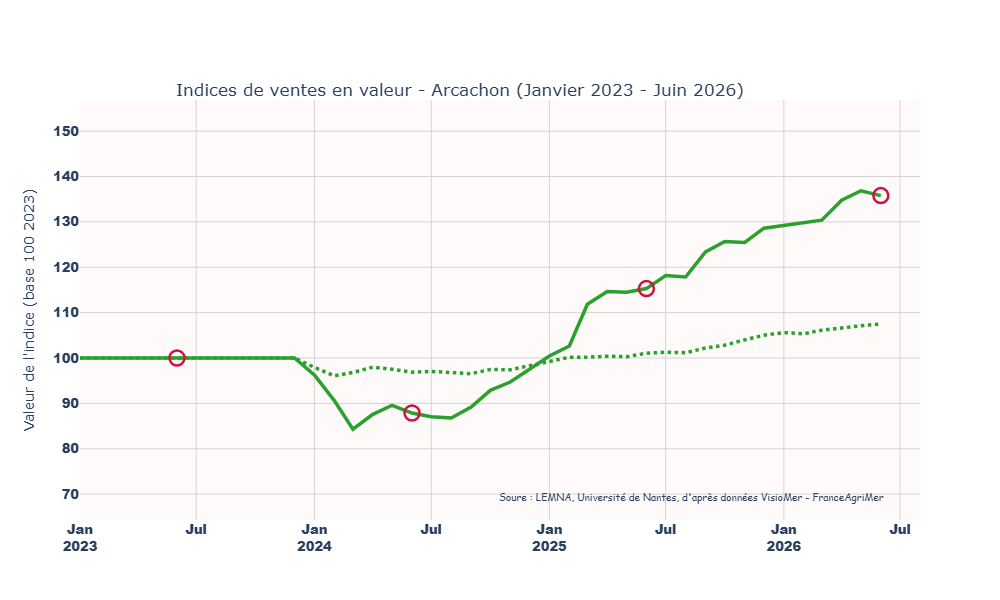 Indices de ventes en valeur - Arcachon (Janvier 2023 - Juin 2026)
Valeur de l'indice (base 100 2023)
150
140
130
120
110
100
90
80
70
Soure : LEMNA, Université de Nantes, d'après données VisioMer - FranceAgriMer
Jan
2023
Jul
Jan
2024
Jul
Jan
2025
Jul
Jan
2026
Jul